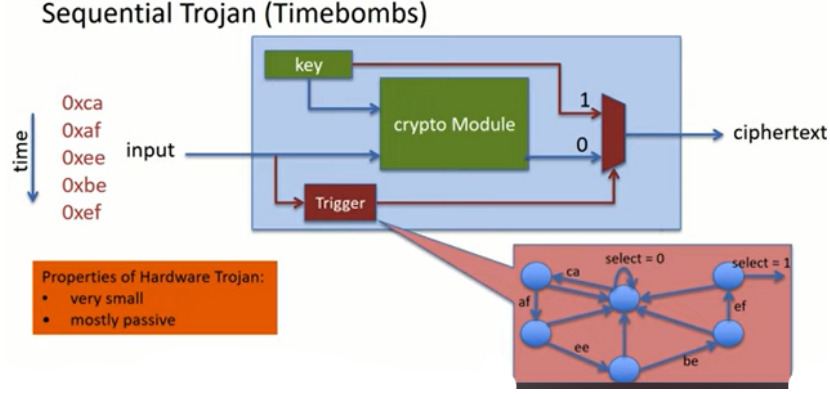 Sequential Trojan (Timebombs)
key
0xca
0xaf
0xee
0xbe
0xef
time
input
crypto Module
1
0
ciphertext
Trigger
Properties of Hardware Trojan:
• very small
• mostly passive
select = 0
select = 1
ca
af
ef
ee
be